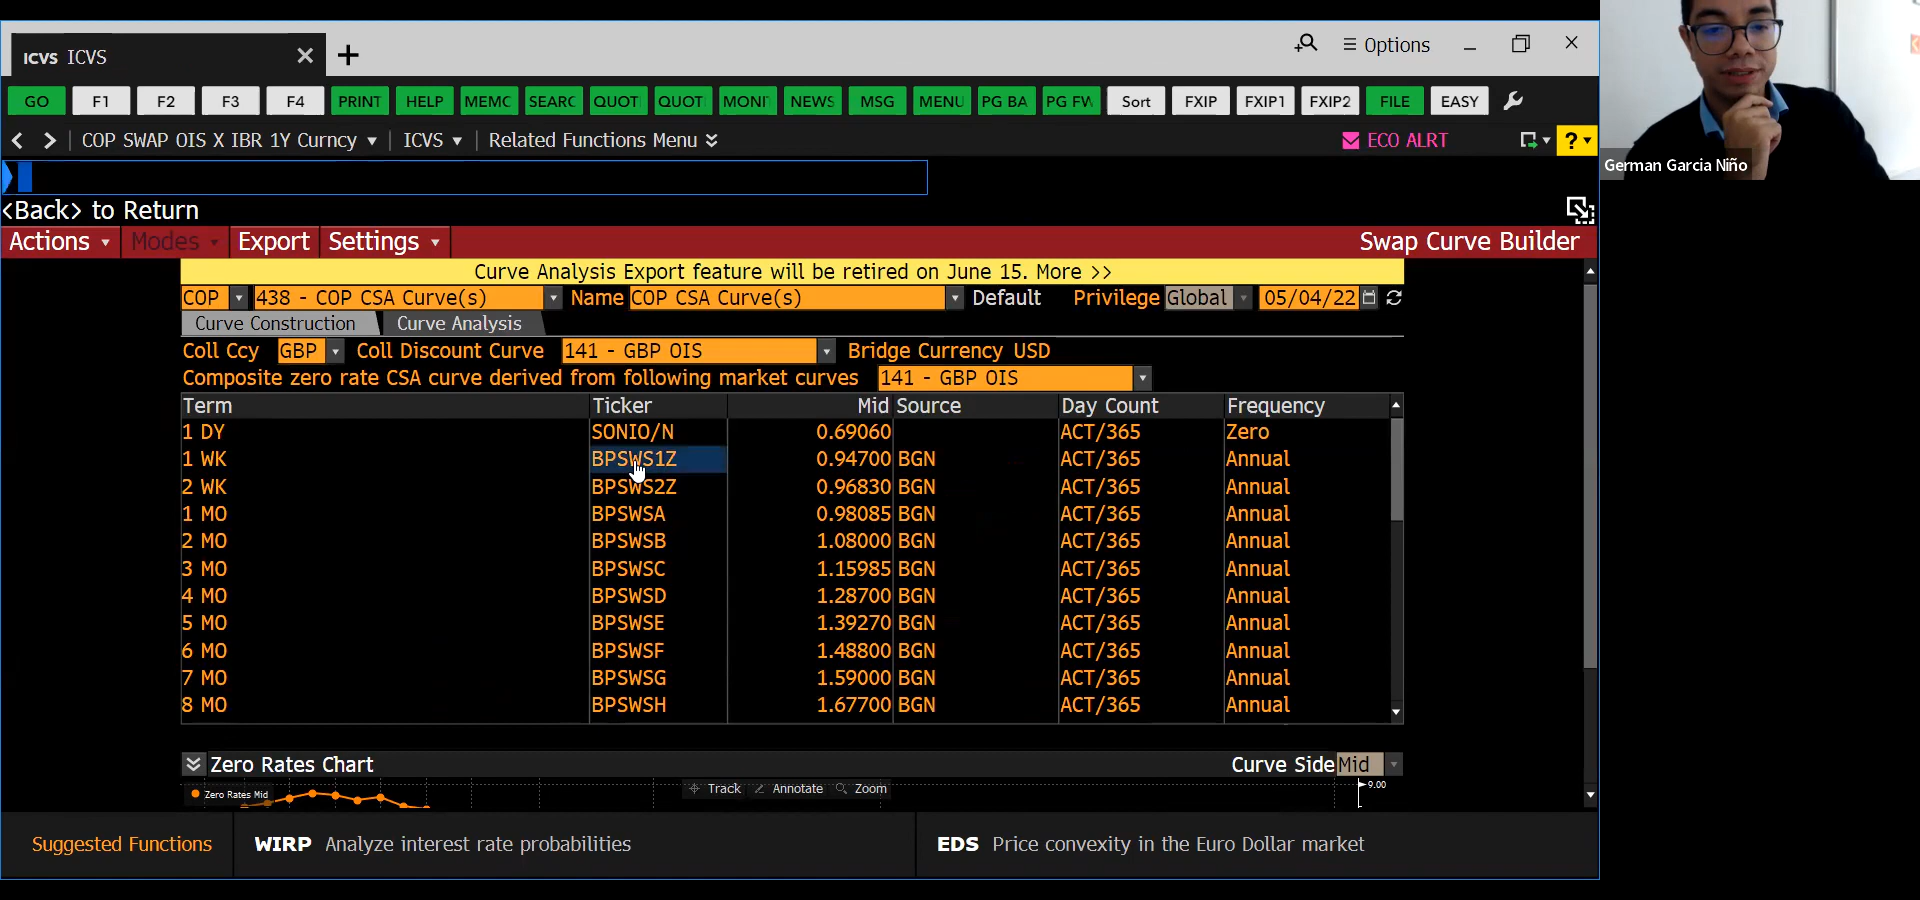 ICVS ICVS
Options
GO F1 F2 F3 F4 PRINT HELP MEMC SEARC QUOT QUOT MONI NEWS MSG MENU PG BA PG FW Sort FXIP FXIP1 FXIP2 FILE EASY
COP SWAP OIS X IBR 1Y Curncy ICVS Related Functions Menu ECO ALRT ?
German Garcia Niño
<Back> to Return
Actions Modes Export Settings Swap Curve Builder
Curve Analysis Export feature will be retired on June 15. More >>
COP 438 - COP CSA Curve(s) Name COP CSA Curve(s) Default Privilege Global 05/04/22
Curve Construction Curve Analysis
Coll Ccy GBP Coll Discount Curve 141 - GBP OIS Bridge Currency USD
Composite zero rate CSA curve derived from following market curves 141 - GBP OIS
Term Ticker Mid Source Day Count Frequency
1 DY SONIO/N 0.69060 ACT/365 Zero
1 WK BPSWS1Z 0.94700 BGN ACT/365 Annual
2 WK BPSWS2Z 0.96830 BGN ACT/365 Annual
1 MO BPSWSA 0.98085 BGN ACT/365 Annual
2 MO BPSWSB 1.08000 BGN ACT/365 Annual
3 MO BPSWSC 1.15985 BGN ACT/365 Annual
4 MO BPSWSD 1.28700 BGN ACT/365 Annual
5 MO BPSWSE 1.39270 BGN ACT/365 Annual
6 MO BPSWSF 1.48800 BGN ACT/365 Annual
7 MO BPSWSG 1.59000 BGN ACT/365 Annual
8 MO BPSWSH 1.67700 BGN ACT/365 Annual
Zero Rates Chart Curve Side Mid
Zero Rates Mid Track Annotate Zoom 9.00
Suggested Functions WIRP Analyze interest rate probabilities EDS Price convexity in the Euro Dollar market